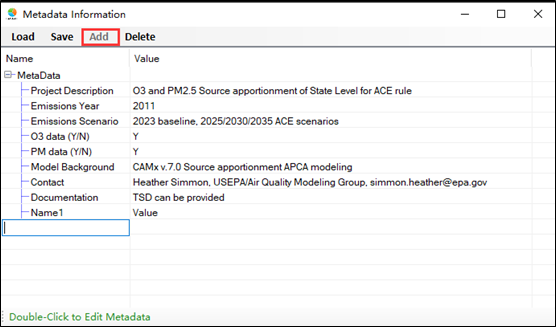 Metadata Information
Load Save Add Delete
Name Value
MetaData
Project Description O3 and PM2.5 Source apportionment of State Level for ACE rule
Emissions Year 2011
Emissions Scenario 2023 baseline, 2025/2030/2035 ACE scenarios
O3 data (Y/N) Y
PM data (Y/N) Y
Model Background CAMx v.7.0 Source apportionment APCA modeling
Contact Heather Simmon, USEPA/Air Quality Modeling Group, simmon.heather@epa.gov
Documentation TSD can be provided
Name1 Value
Double-Click to Edit Metadata